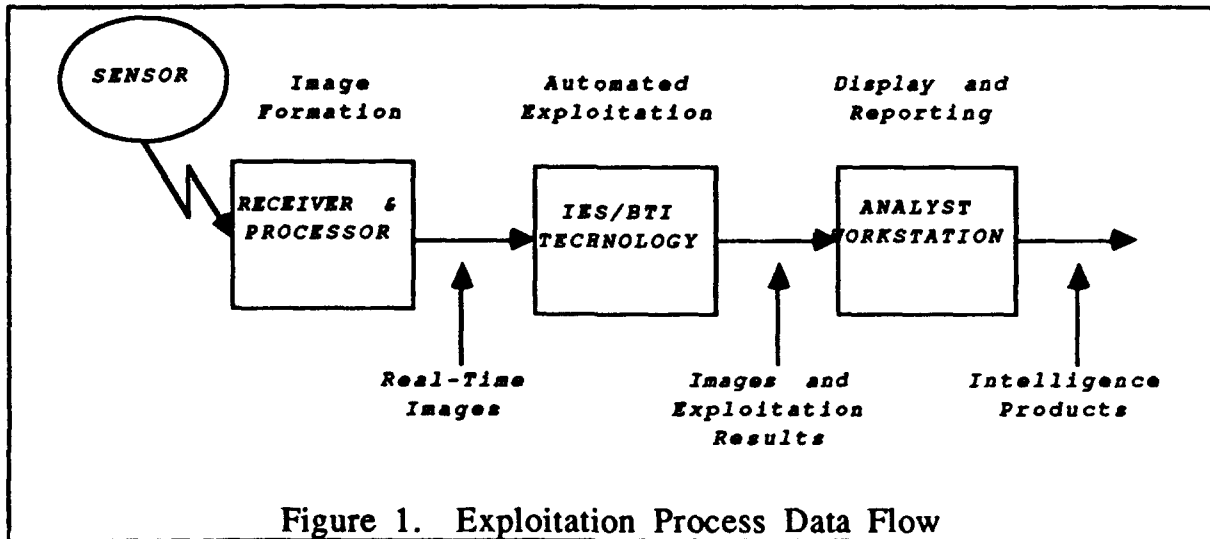 SENSOR
Image
Formation
Automated
Exploitation
Display and
Reporting
RECEIVER &
PROCESSOR
IES/BTI
TECHNOLOGY
ANALYST
WORKSTATION
Real-Time
Images
Images and
Exploitation
Results
Intelligence
Products
Figure 1. Exploitation Process Data Flow